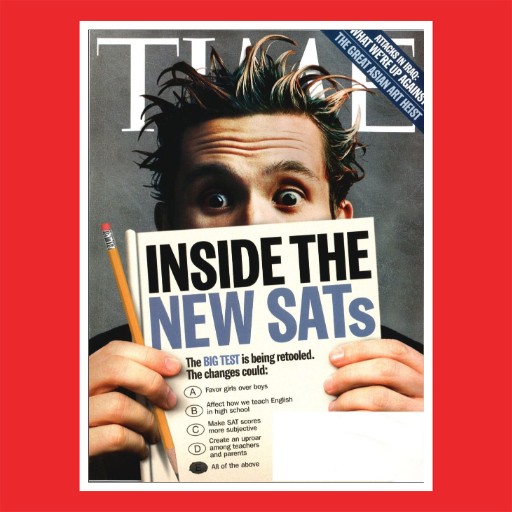 TIME
ATTACKS IN IRAQ:
WHAT WE'RE UP AGAINST
THE GREAT ASIAN ART HEIST
INSIDE THE
NEW SATs
The BIG TEST is being retooled.
The changes could:
A Favor girls over boys
B Affect how we teach English
in high school
C Make SAT scores
more subjective
D Create an uproar
among teachers
and parents
All of the above